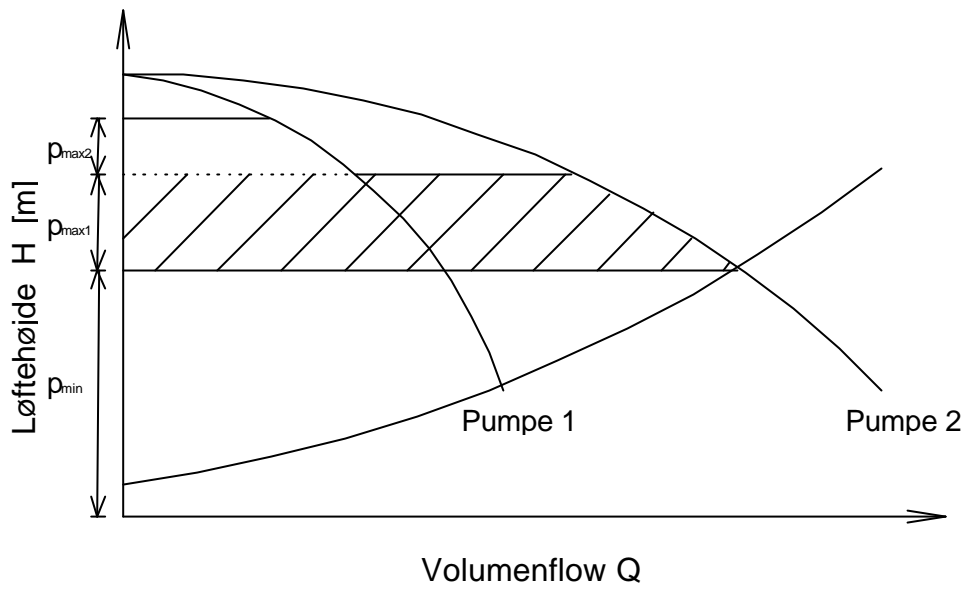 Løftehøjde H [m]
pmax2
pmax1
pmin
Pumpe 1
Pumpe 2
Volumenflow Q